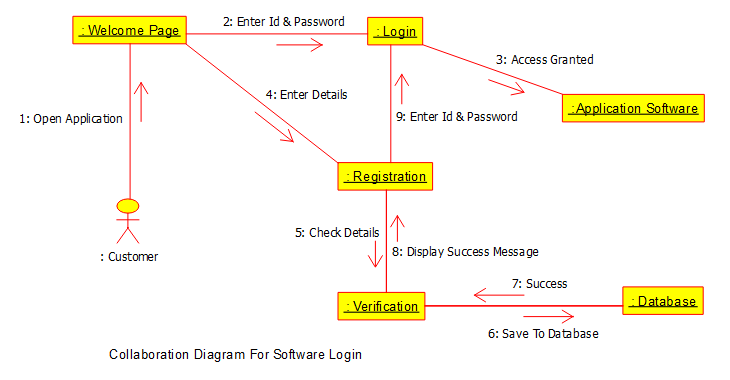 : Welcome Page
2: Enter Id & Password
: Login
3: Access Granted
4: Enter Details
:Application Software
1: Open Application
9: Enter Id & Password
: Registration
5: Check Details
8: Display Success Message
: Customer
7: Success
: Verification
: Database
6: Save To Database
Collaboration Diagram For Software Login